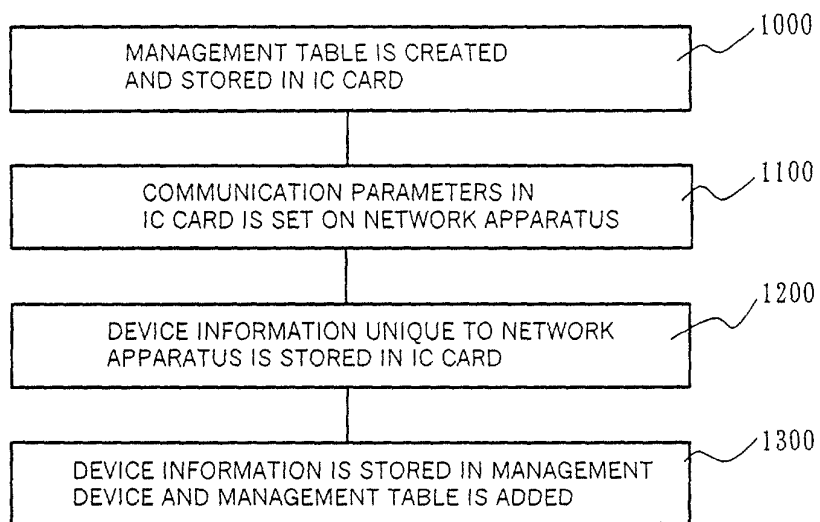 1000
MANAGEMENT TABLE IS CREATED
AND STORED IN IC CARD
1100
COMMUNICATION PARAMETERS IN
IC CARD IS SET ON NETWORK APPARATUS
1200
DEVICE INFORMATION UNIQUE TO NETWORK
APPARATUS IS STORED IN IC CARD
1300
DEVICE INFORMATION IS STORED IN MANAGEMENT
DEVICE AND MANAGEMENT TABLE IS ADDED